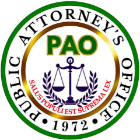 PUBLIC ATTORNEY'S OFFICE
PAO
SALUS POPULI EST SUPREMA LEX
• 1972 •